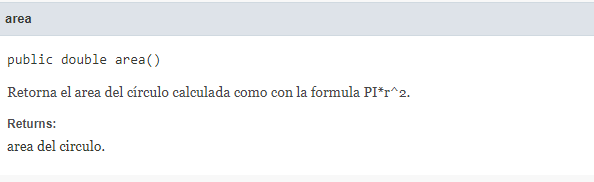 area
public double area()
Retorna el area del círculo calculada como con la formula PI*r^2.
Returns:
area del circulo.